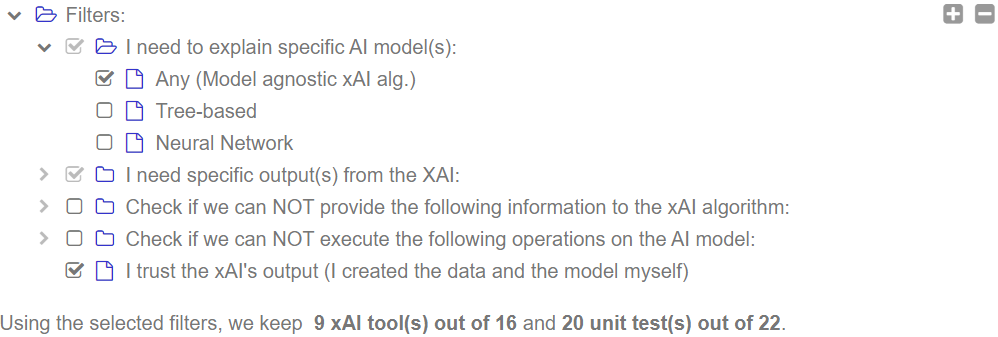 Filters:
I need to explain specific AI model(s):
Any (Model agnostic xAI alg.)
Tree-based
Neural Network
I need specific output(s) from the XAI:
Check if we can NOT provide the following information to the xAI algorithm:
Check if we can NOT execute the following operations on the AI model:
I trust the xAI's output (I created the data and the model myself)
Using the selected filters, we keep 9 xAI tool(s) out of 16 and 20 unit test(s) out of 22.